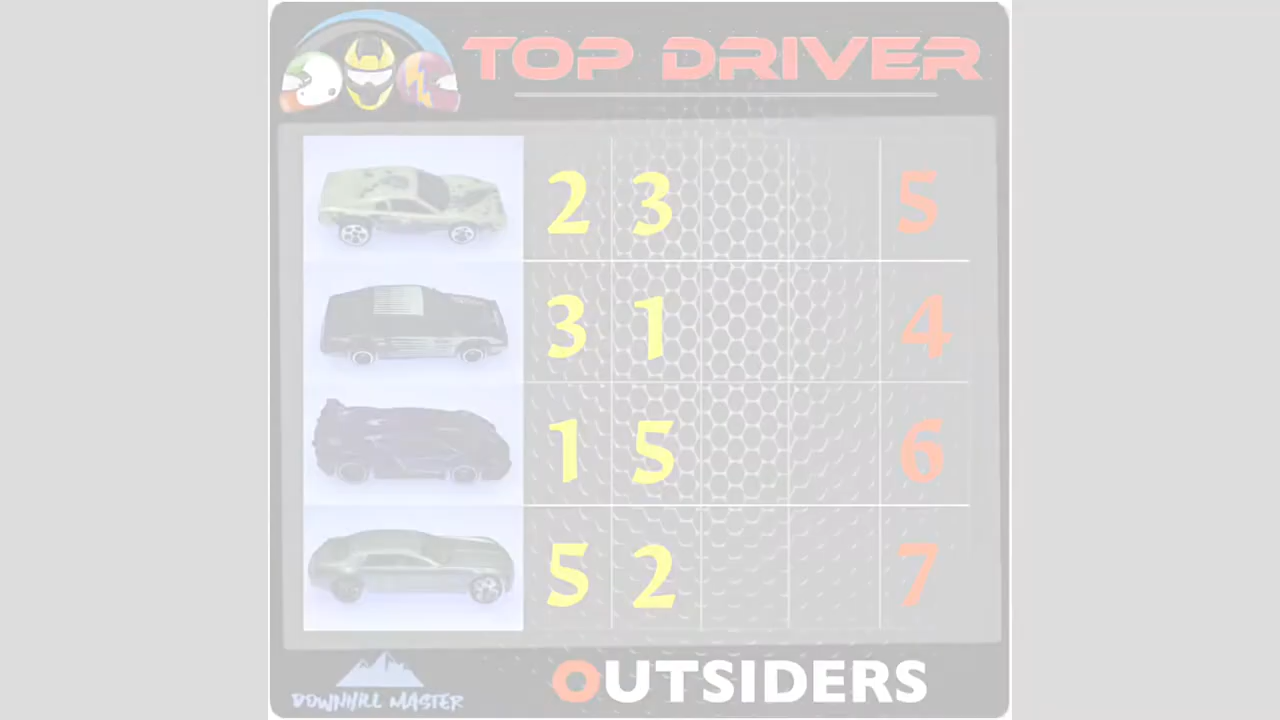 TOP DRIVER
2 3 5
3 1 4
1 5 6
5 2 7
DOWNHILL MASTER
OUTSIDERS